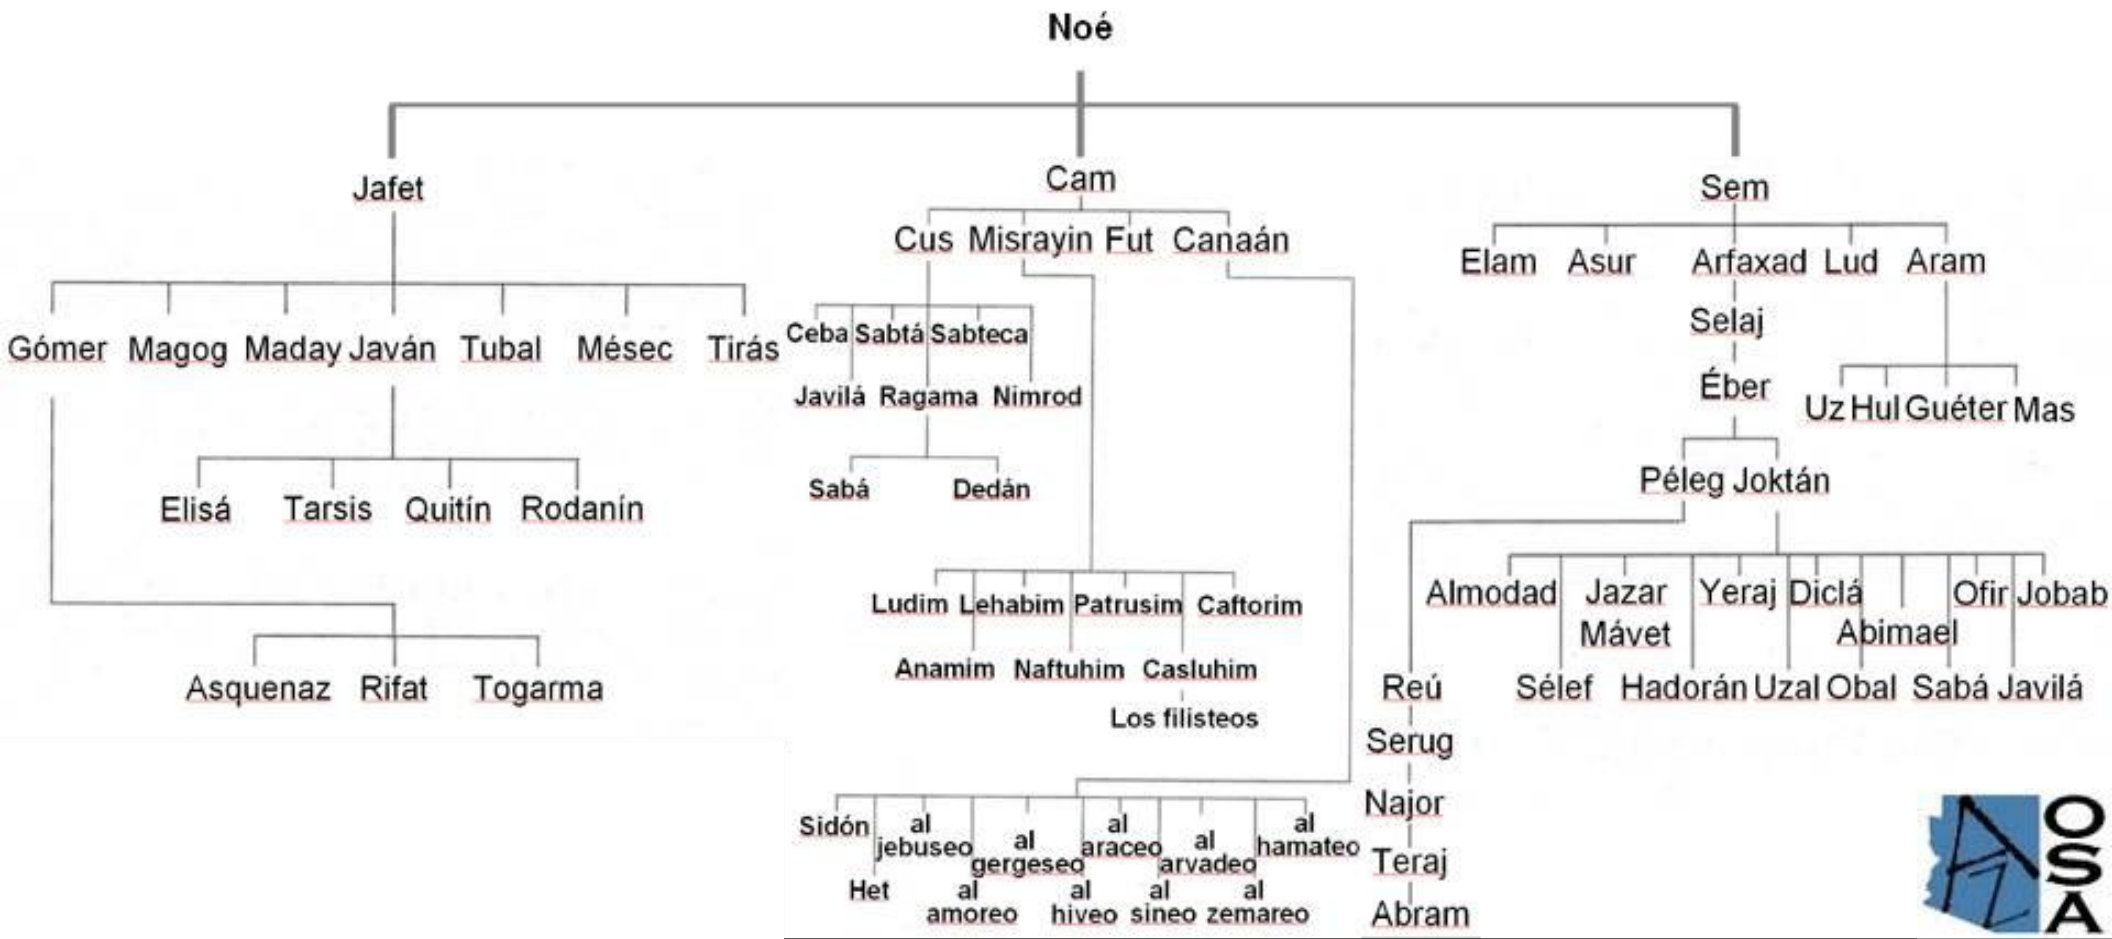 Noé
Jafet
Cam
Sem
Cus Misrayin Fut Canaán
Elam Asur Arfaxad Lud Aram
Selaj
Gómer Magog Maday Javán Tubal Mésec Tirás
Ceba Sabtá Sabteca
Éber
Javilá Ragama Nimrod
Uz Hul Guéter Mas
Péleg Joktán
Sabá Dedán
Elisá Tarsis Quitín Rodanín
Almodad Jazar Yeraj Diclá Ofir Jobab
Mávet Abimael
Ludim Lehabim Patrusim Caftorim
Anamim Naftuhim Casluhim
Asquenaz Rifat Togarma
Reú Sélef Hadorán Uzal Obal Sabá Javilá
Los filisteos
Serug
Najor
Sidón al jebuseo al gergeseo al araceo al arvadeo al hamateo
Teraj
Het al amoreo al hiveo al sineo al zemareo
Abram
AZ
OSA